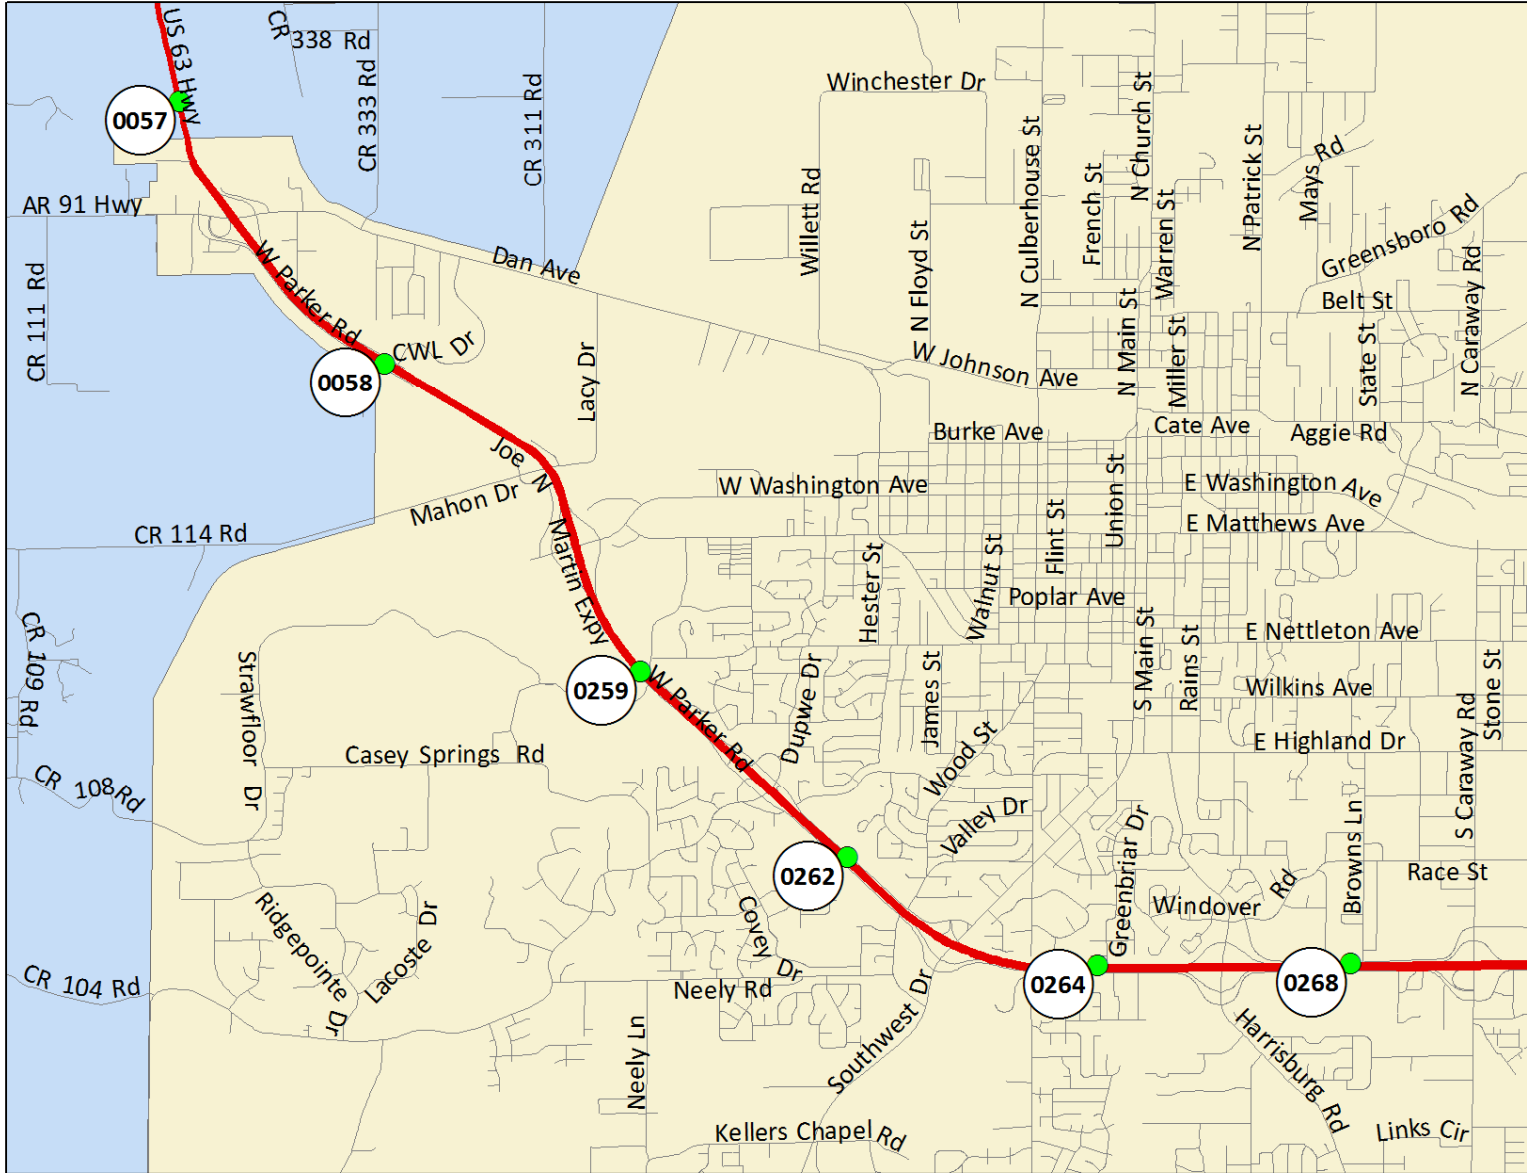 US 63 Hwy
CR
338 Rd
CR 333 Rd
CR 311 Rd
0057
Winchester Dr
N Church St
N Culberhouse St
French St
N Patrick St
Mays Rd
Willett Rd
N Floyd St
Warren St
Greensboro Rd
N Caraway Rd
AR 91 Hwy
W Parker Rd
Dan Ave
CR 111 Rd
Belt St
N Main St
Miller St
State St
CWL Dr
0058
Lacy Dr
W Johnson Ave
Burke Ave
Cate Ave
Aggie Rd
Joe N
Martin Expy
Mahon Dr
W Washington Ave
Union St
E Washington Ave
CR 114 Rd
Flint St
E Matthews Ave
Hester St
Walnut St
Poplar Ave
CR 109 Rd
S Main St
Rains St
E Nettleton Ave
Strawfloor Dr
0259
W Parker Rd
Dupwe Dr
James St
Wilkins Ave
Stone St
S Caraway Rd
Casey Springs Rd
Wood St
E Highland Dr
CR 108 Rd
Valley Dr
Greenbriar Dr
Browns Ln
0262
Race St
Ridgepointe Dr
Lacoste Dr
Covey Dr
Windover Rd
CR 104 Rd
Neely Rd
0264
0268
Neely Ln
Southwest Dr
Harrisburg Rd
Kellers Chapel Rd
Links Cir